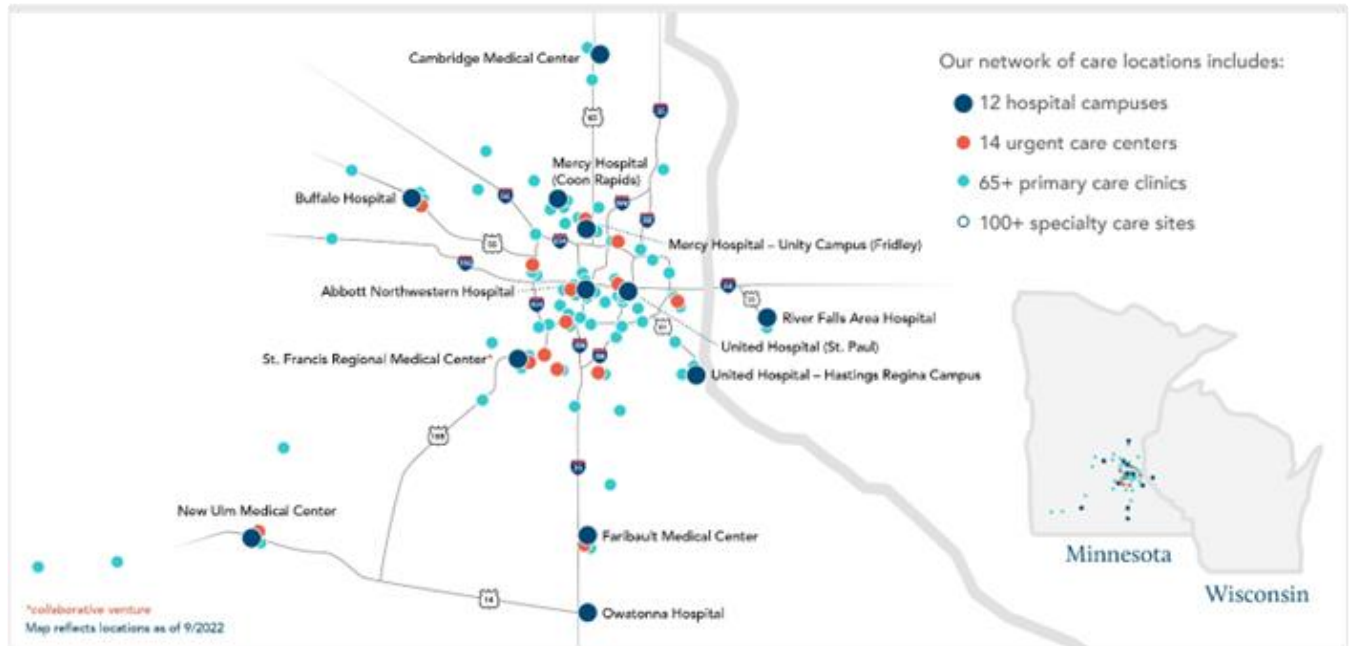 Cambridge Medical Center
Our network of care locations includes:
12 hospital campuses
14 urgent care centers
65+ primary care clinics
100+ specialty care sites
Mercy Hospital
(Coon Rapids)
Buffalo Hospital
Mercy Hospital – Unity Campus (Fridley)
Abbott Northwestern Hospital
River Falls Area Hospital
United Hospital (St. Paul)
St. Francis Regional Medical Center*
United Hospital – Hastings Regina Campus
169
35
New Ulm Medical Center
Faribault Medical Center
14
Owatonna Hospital
Minnesota
Wisconsin
*collaborative venture
Map reflects locations as of 9/2022